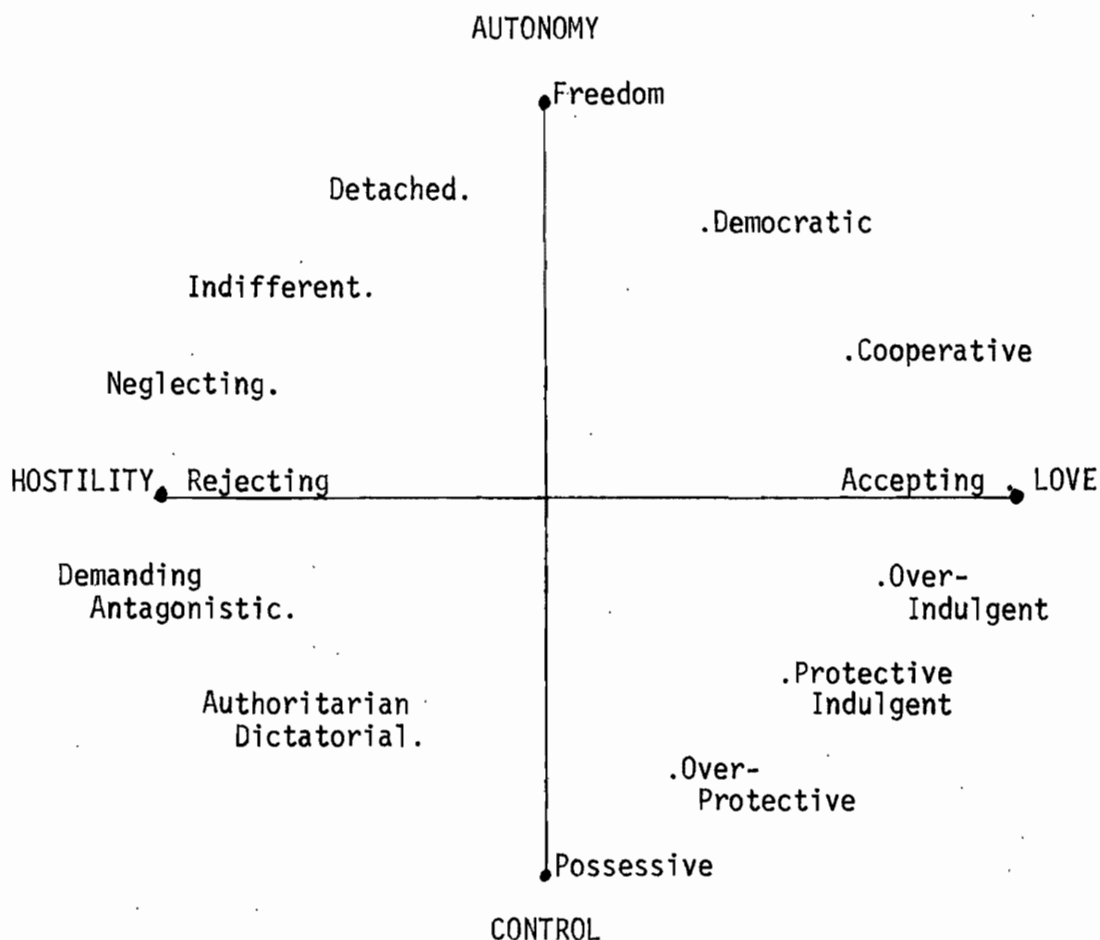 AUTONOMY
Freedom
Detached.
.Democratic
Indifferent.
.Cooperative
Neglecting.
HOSTILITY. Rejecting
Accepting . LOVE
Demanding
Antagonistic.
.Over-
Indulgent
.Protective
Indulgent
Authoritarian
Dictatorial.
.Over-
Protective
Possessive
CONTROL